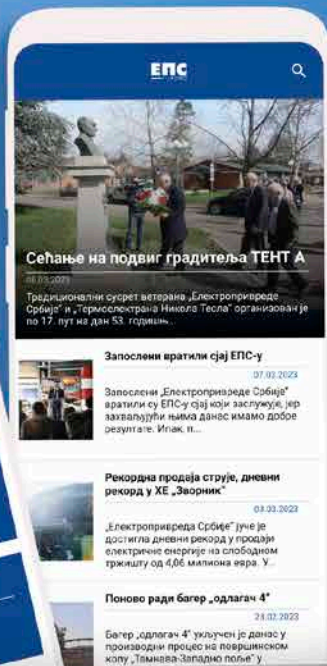 ЕПС
Сећање на подвиг градитеља ТЕНТ А
06.03.2023
Традиционални сусрет ветерана „Електропривреде
Србије" и „Термоелектрана Никола Тесла" организован је
по 17. пут на дан 53. годишњ...
Запослени вратили сјај ЕПС-у
07.02.2023
Запослени „Електропривреде Србије"
вратили су ЕПС-у сјај који заслужује, јер
захваљујући њима данас имамо добре
резултате. Ипак, п...
Рекордна продаја струје, дневни
рекорд у ХЕ „Зворник"
03.03.2023
„Електропривреда Србије" јуче је
достигла дневни рекорд у продаји
електричне енергије на слободном
тржишту од 4,06 милиона евра. У...
Поново ради багер „одлагач 4"
23.02.2023
Багер „одлагач 4" укључен је данас у
производни процес на површинском
копу „Тамнава-Западно поље" у